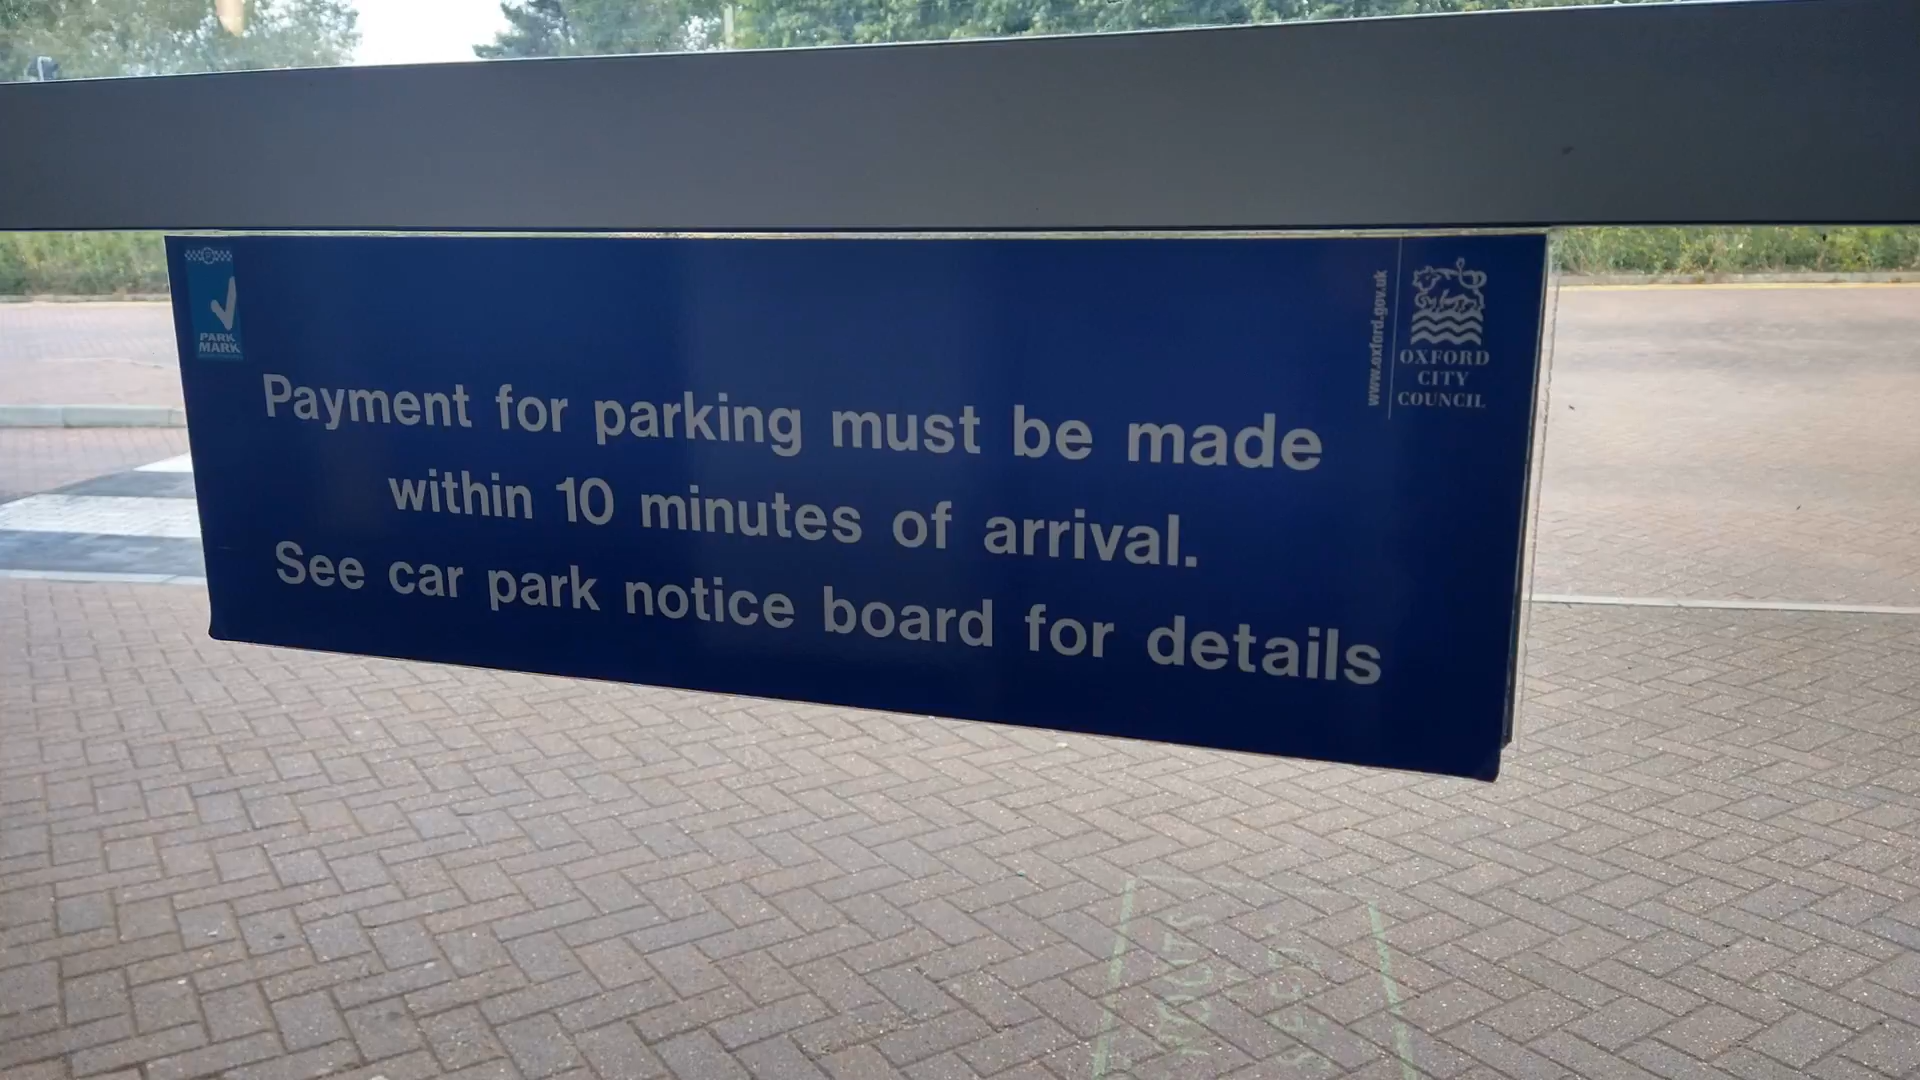 PARK
MARK
www.oxford.gov.uk
OXFORD
CITY
COUNCIL
Payment for parking must be made
within 10 minutes of arrival.
See car park notice board for details